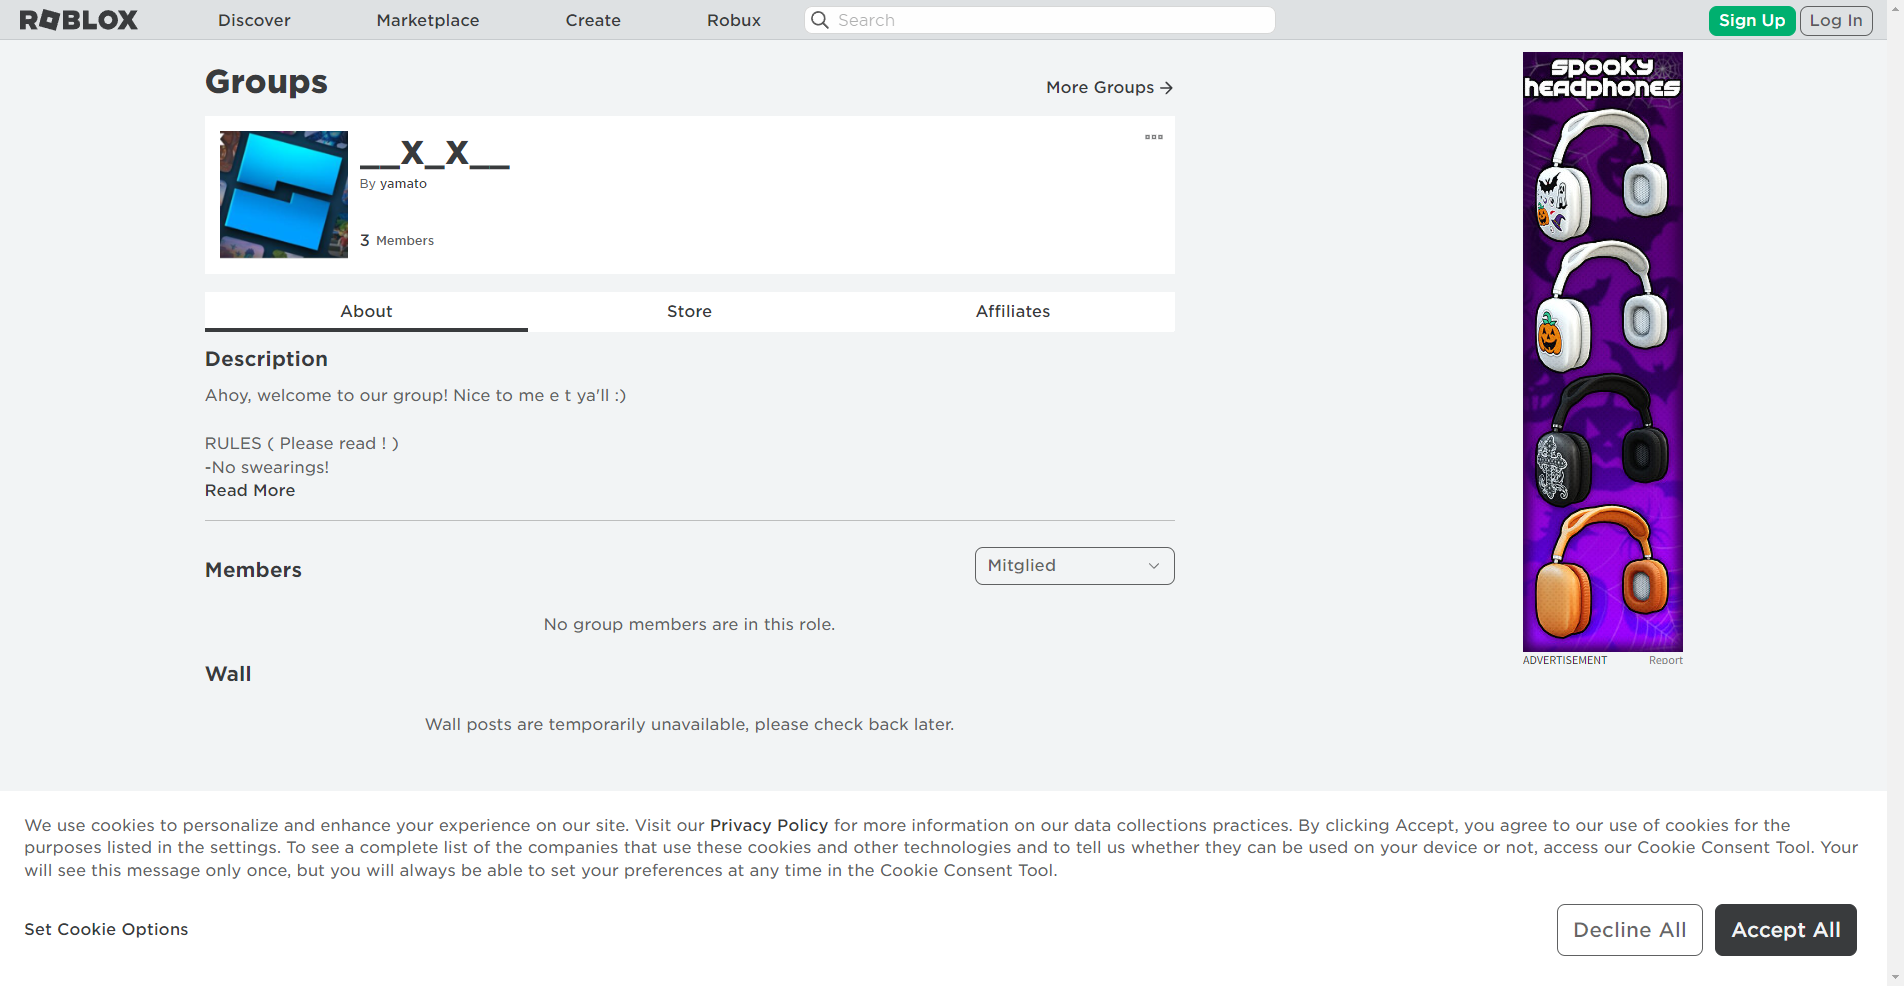 ROBLOX
Discover
Marketplace
Create
Robux
Search
Sign Up
Log In
Groups
More Groups →
__X_X__
By yamato
3 Members
About
Store
Affiliates
Description
Ahoy, welcome to our group! Nice to me e t ya'll :)
RULES ( Please read ! )
-No swearings!
Read More
Members
Mitglied
No group members are in this role.
Wall
Wall posts are temporarily unavailable, please check back later.
SPOOKY
HEADPHONES
ADVERTISEMENT
Report
We use cookies to personalize and enhance your experience on our site. Visit our Privacy Policy for more information on our data collections practices. By clicking Accept, you agree to our use of cookies for the
purposes listed in the settings. To see a complete list of the companies that use these cookies and other technologies and to tell us whether they can be used on your device or not, access our Cookie Consent Tool. Your
will see this message only once, but you will always be able to set your preferences at any time in the Cookie Consent Tool.
Set Cookie Options
Decline All
Accept All